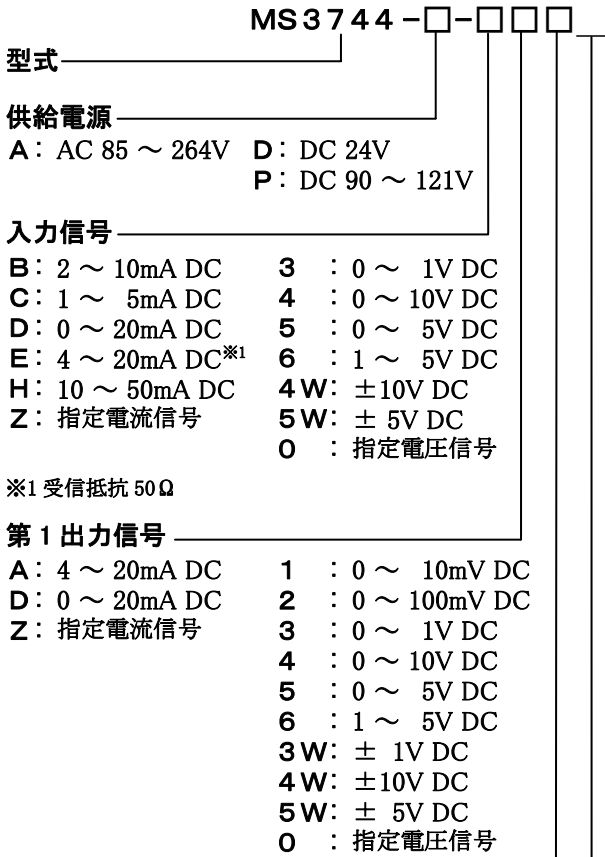 MS3744-□-□□□
型式
供給電源
A： AC 85 ～ 264V D： DC 24V
P： DC 90 ～ 121V
入力信号
B： 2 ～ 10mA DC 3 ： 0 ～ 1V DC
C： 1 ～ 5mA DC 4 ： 0 ～ 10V DC
D： 0 ～ 20mA DC 5 ： 0 ～ 5V DC
E： 4 ～ 20mA DC※1 6 ： 1 ～ 5V DC
H： 10 ～ 50mA DC 4W： ±10V DC
Z： 指定電流信号 5W： ± 5V DC
0 ： 指定電圧信号
※1 受信抵抗 50Ω
第1出力信号
A： 4 ～ 20mA DC 1 ： 0 ～ 10mV DC
D： 0 ～ 20mA DC 2 ： 0 ～ 100mV DC
Z： 指定電流信号 3 ： 0 ～ 1V DC
4 ： 0 ～ 10V DC
5 ： 0 ～ 5V DC
6 ： 1 ～ 5V DC
3W： ± 1V DC
4W： ±10V DC
5W： ± 5V DC
0 ： 指定電圧信号